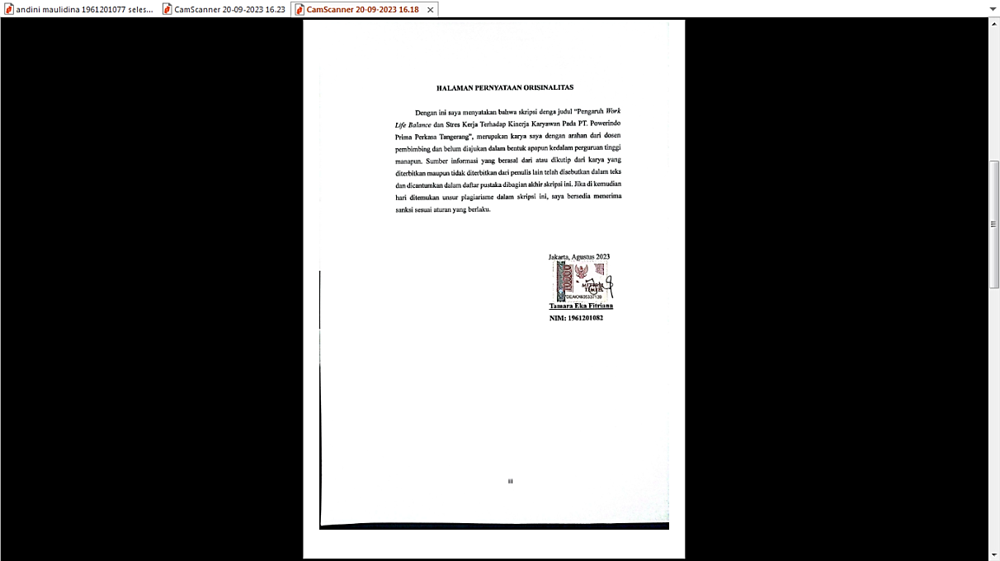 andini maulidina 1961201077 seles...
CamScanner 20-09-2023 16.23
CamScanner 20-09-2023 16.18
HALAMAN PERNYATAAN ORISINALITAS
Dengan ini saya menyatakan bahwa skripsi denga judul “Pengaruh Work
Life Balance dan Stres Kerja Terhadap Kinerja Karyawan Pada PT. Powerindo
Prima Perkasa Tangerang”, merupakan karya saya dengan arahan dari dosen
pembimbing dan belum diajukan dalam bentuk apapun kedalam perguruan tinggi
manapun. Sumber informasi yang berasal dari atau dikutip dari karya yang
diterbitkan maupun tidak diterbitkan dari penulis lain telah disebutkan dalam teks
dan dicantumkan dalam daftar pustaka dibagian akhir skripsi ini. Jika di kemudian
hari ditemukan unsur plagiarisme dalam skripsi ini, saya bersedia menerima
sanksi sesuai aturan yang berlaku.
Jakarta, Agustus 2023
10000
TEMPEL
Tamara Eka Fitriana
NIM: 1961201082
iii